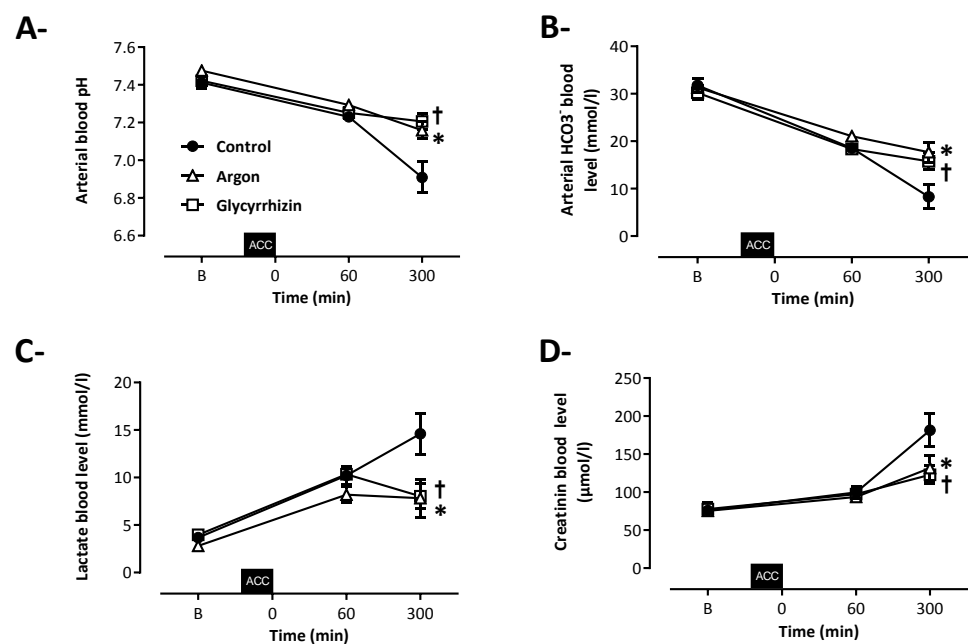 A-
Arterial blood pH
7.6
7.4
7.2
7.0
6.8
6.6
Control
Argon
Glycyrrhizin
†
*
ACC
B 0 60 300
Time (min)
B-
Arterial HCO3⁻ blood
level (mmol/l)
40
30
20
10
0
*
†
ACC
B 0 60 300
Time (min)
C-
Lactate blood level (mmol/l)
20
15
10
5
0
†
*
ACC
B 0 60 300
Time (min)
D-
Creatinin blood level
(µmol/l)
250
200
150
100
50
0
*
†
ACC
B 0 60 300
Time (min)